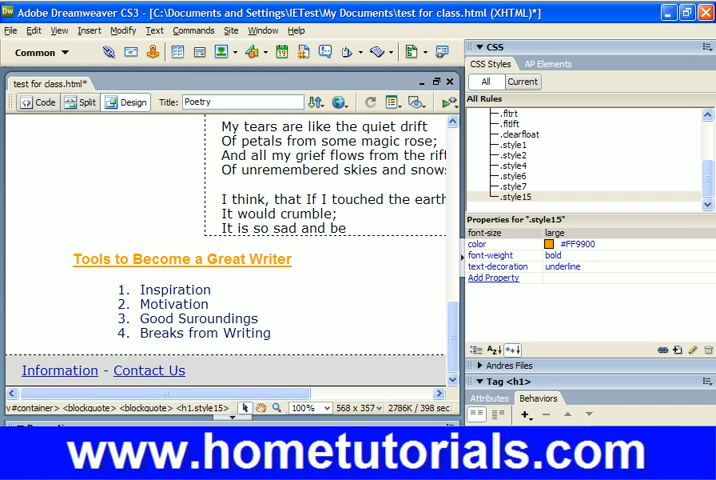 Adobe Dreamweaver CS3 - [C:\Documents and Settings\IETest\My Documents\test for class.html (XHTML)*]
File Edit View Insert Modify Text Commands Site Window Help
Common
test for class.html*
Code Split Design Title: Poetry
My tears are like the quiet drift
Of petals from some magic rose;
And all my grief flows from the rift
Of unremembered skies and snows
I think, that If I touched the earth
It would crumble;
It is so sad and be
Tools to Become a Great Writer
1. Inspiration
2. Motivation
3. Good Suroundings
4. Breaks from Writing
Information - Contact Us
v#container> <blockquote> <blockquote> <h1.style15> 100% 568 x 357 2786K / 398 sec
CSS
CSS Styles AP Elements
All Current
All Rules
.fltrt
.fltlft
.clearfloat
.style1
.style2
.style4
.style6
.style7
.style15
Properties for ".style15"
font-size large
color #FF9900
font-weight bold
text-decoration underline
Add Property
Andres Files
Tag <h1>
Attributes Behaviors
www.hometutorials.com